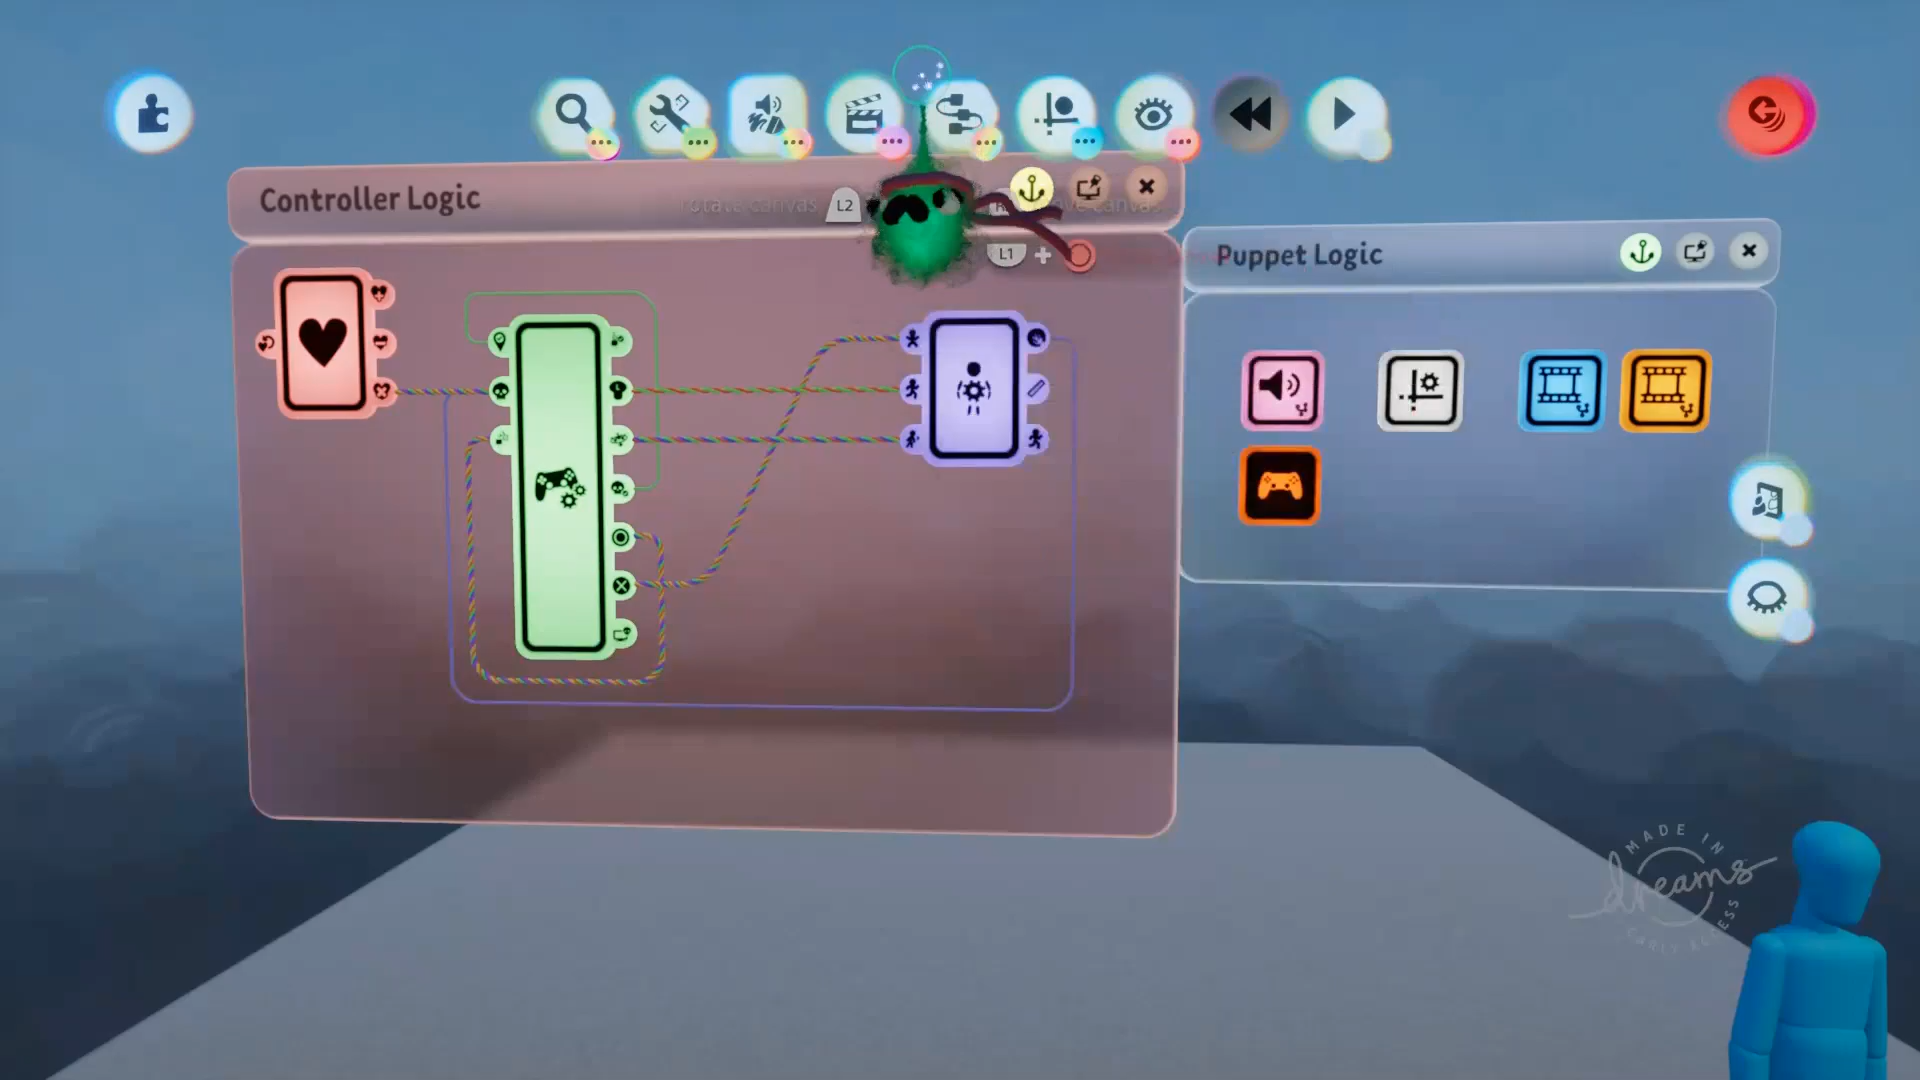 Controller Logic
rotate canvas L2
L1 +
Puppet Logic
MADE IN
dreams
EARLY ACCESS